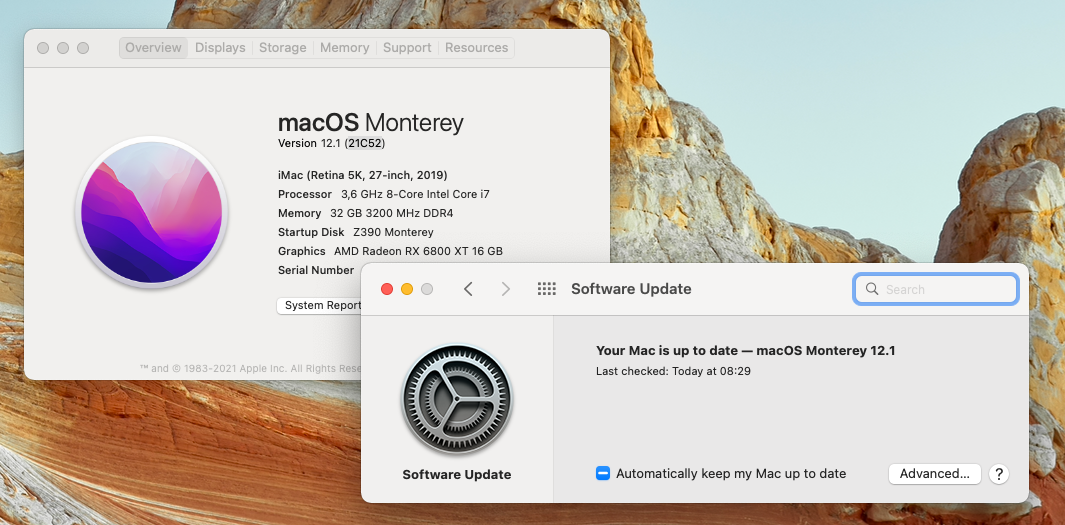 Overview Displays Storage Memory Support Resources
macOS Monterey
Version 12.1 (21C52)
iMac (Retina 5K, 27-inch, 2019)
Processor 3,6 GHz 8-Core Intel Core i7
Memory 32 GB 3200 MHz DDR4
Startup Disk Z390 Monterey
Graphics AMD Radeon RX 6800 XT 16 GB
Serial Number
System Report
™ and © 1983-2021 Apple Inc. All Rights Rese
Software Update
Search
Your Mac is up to date — macOS Monterey 12.1
Last checked: Today at 08:29
Software Update
Automatically keep my Mac up to date
Advanced... ?